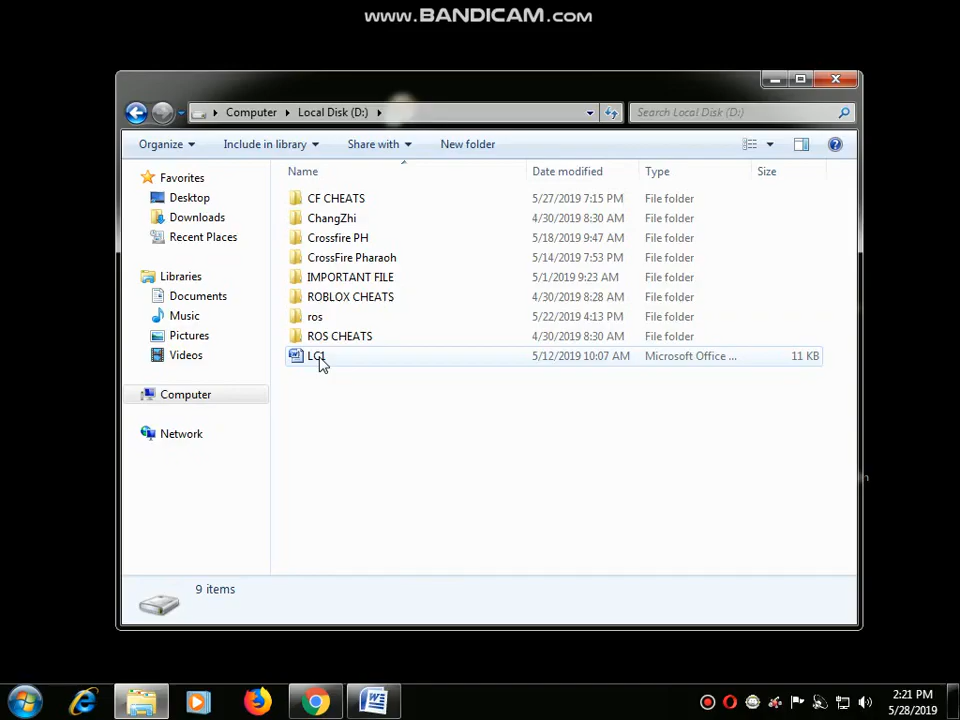 www.BANDICAM.com
Computer Local Disk (D:) Search Local Disk (D:)
Organize Include in library Share with New folder
Name Date modified Type Size
Favorites
Desktop
Downloads
Recent Places
Libraries
Documents
Music
Pictures
Videos
Computer
Network
CF CHEATS 5/27/2019 7:15 PM File folder
ChangZhi 4/30/2019 8:30 AM File folder
Crossfire PH 5/18/2019 9:47 AM File folder
CrossFire Pharaoh 5/14/2019 7:53 PM File folder
IMPORTANT FILE 5/1/2019 9:23 AM File folder
ROBLOX CHEATS 4/30/2019 8:28 AM File folder
ros 5/22/2019 4:13 PM File folder
ROS CHEATS 4/30/2019 8:30 AM File folder
5/12/2019 10:07 AM Microsoft Office ... 11 KB
9 items
2:21 PM
5/28/2019